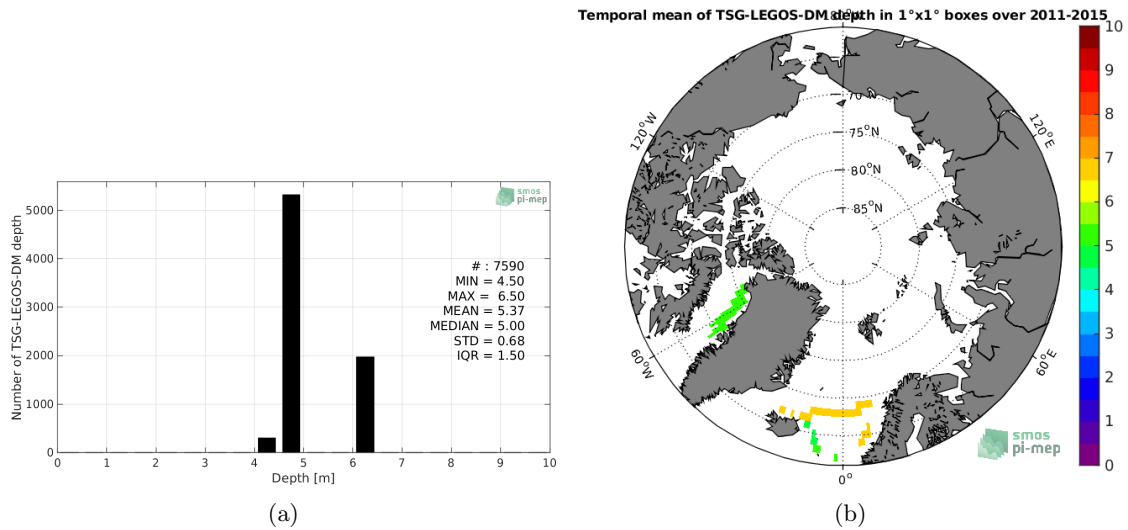 smos
pi-mep
Number of TSG-LEGOS-DM depth
5000
4000
3000
2000
1000
0
# : 7590
MIN = 4.50
MAX = 6.50
MEAN = 5.37
MEDIAN = 5.00
STD = 0.68
IQR = 1.50
0 1 2 3 4 5 6 7 8 9 10
Depth [m]
(a)
Temporal mean of TSG-LEGOS-DM depth in 1°x1° boxes over 2011-2015
120°W
120°E
75°N
80°N
85°N
60°W
60°E
0°
smos
pi-mep
10
9
8
7
6
5
4
3
2
1
0
(b)